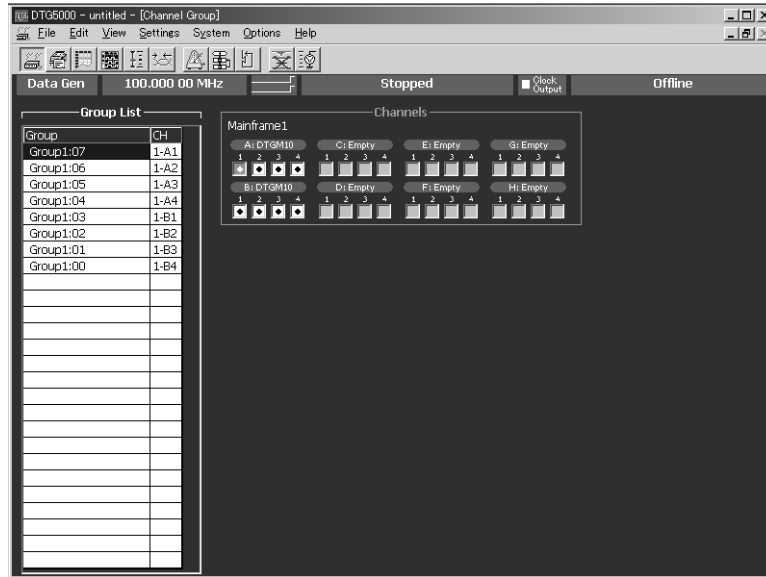 DTG5000 - untitled - [Channel Group]
File Edit View Settings System Options Help
Data Gen 100.000 00 MHz Stopped Clock Output Offline
Group List
Group CH
Group1:07 1-A1
Group1:06 1-A2
Group1:05 1-A3
Group1:04 1-A4
Group1:03 1-B1
Group1:02 1-B2
Group1:01 1-B3
Group1:00 1-B4
Channels
Mainframe1
A: DTGM10 C: Empty E: Empty G: Empty
1 2 3 4 1 2 3 4 1 2 3 4 1 2 3 4
B: DTGM10 D: Empty F: Empty H: Empty
1 2 3 4 1 2 3 4 1 2 3 4 1 2 3 4